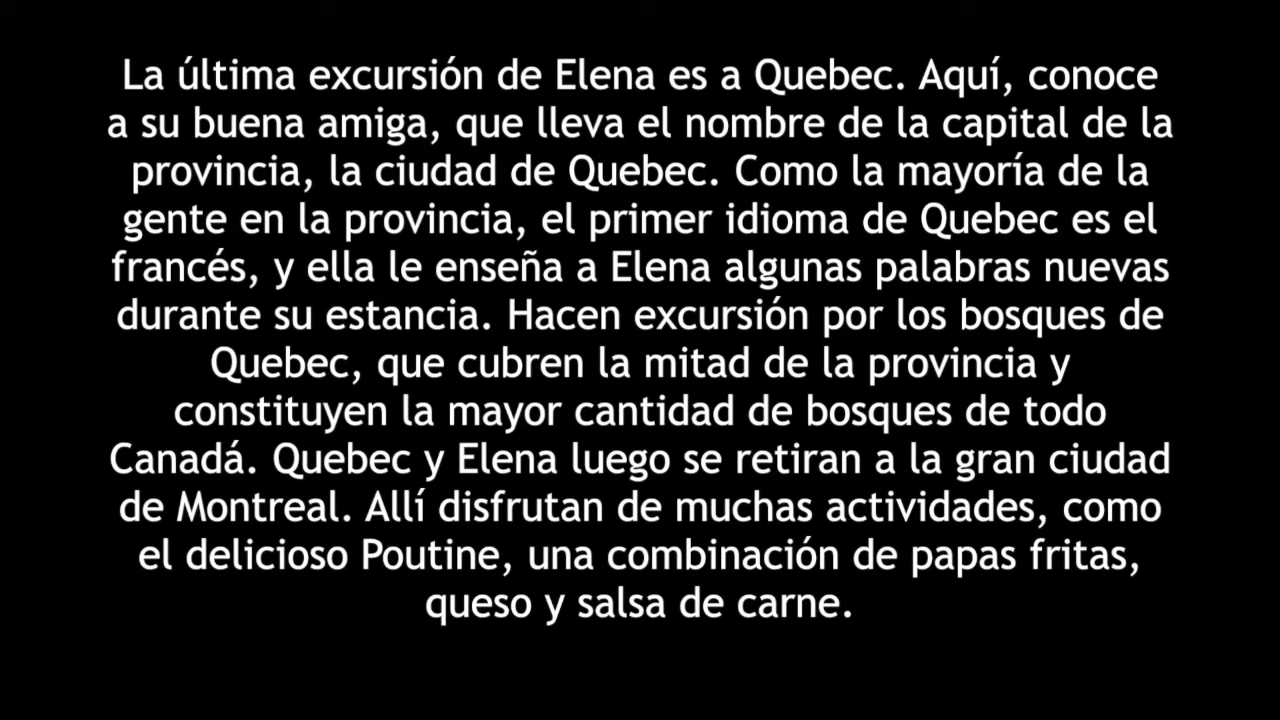 La última excursión de Elena es a Quebec. Aquí, conoce
a su buena amiga, que lleva el nombre de la capital de la
provincia, la ciudad de Quebec. Como la mayoría de la
gente en la provincia, el primer idioma de Quebec es el
francés, y ella le enseña a Elena algunas palabras nuevas
durante su estancia. Hacen excursión por los bosques de
Quebec, que cubren la mitad de la provincia y
constituyen la mayor cantidad de bosques de todo
Canadá. Quebec y Elena luego se retiran a la gran ciudad
de Montreal. Allí disfrutan de muchas actividades, como
el delicioso Poutine, una combinación de papas fritas,
queso y salsa de carne.